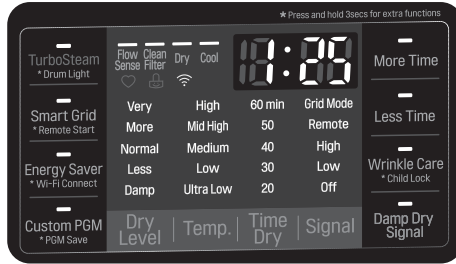 * Press and hold 3secs for extra functions
TurboSteam
* Drum Light
Smart Grid
* Remote Start
Energy Saver
* Wi-Fi Connect
Custom PGM
* PGM Save
Flow Sense
Clean Filter
Dry
Cool
1:25
Very High 60 min Grid Mode
More Mid High 50 Remote
Normal Medium 40 High
Less Low 30 Low
Damp Ultra Low 20 Off
Dry Level
Temp.
Time Dry
Signal
More Time
Less Time
Wrinkle Care
* Child Lock
Damp Dry
Signal